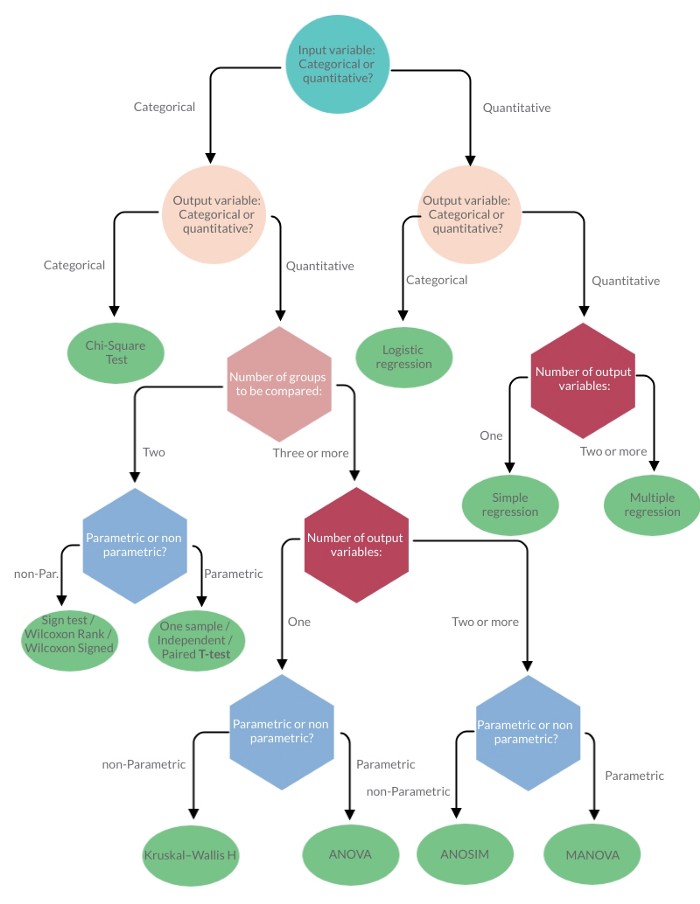 Input variable:
Categorical or
quantitative?
Categorical
Quantitative
Output variable:
Categorical or
quantitative?
Output variable:
Categorical or
quantitative?
Categorical
Quantitative
Categorical
Quantitative
Chi-Square
Test
Number of groups
to be compared:
Logistic
regression
Number of output
variables:
Two
Three or more
One
Two or more
Simple
regression
Multiple
regression
Parametric or non
parametric?
Number of output
variables:
non-Par.
Parametric
Sign test /
Wilcoxon Rank /
Wilcoxon Signed
One sample /
Independent /
Paired T-test
One
Two or more
Parametric or non
parametric?
Parametric or non
parametric?
non-Parametric
Parametric
non-Parametric
Parametric
Kruskal–Wallis H
ANOVA
ANOSIM
MANOVA